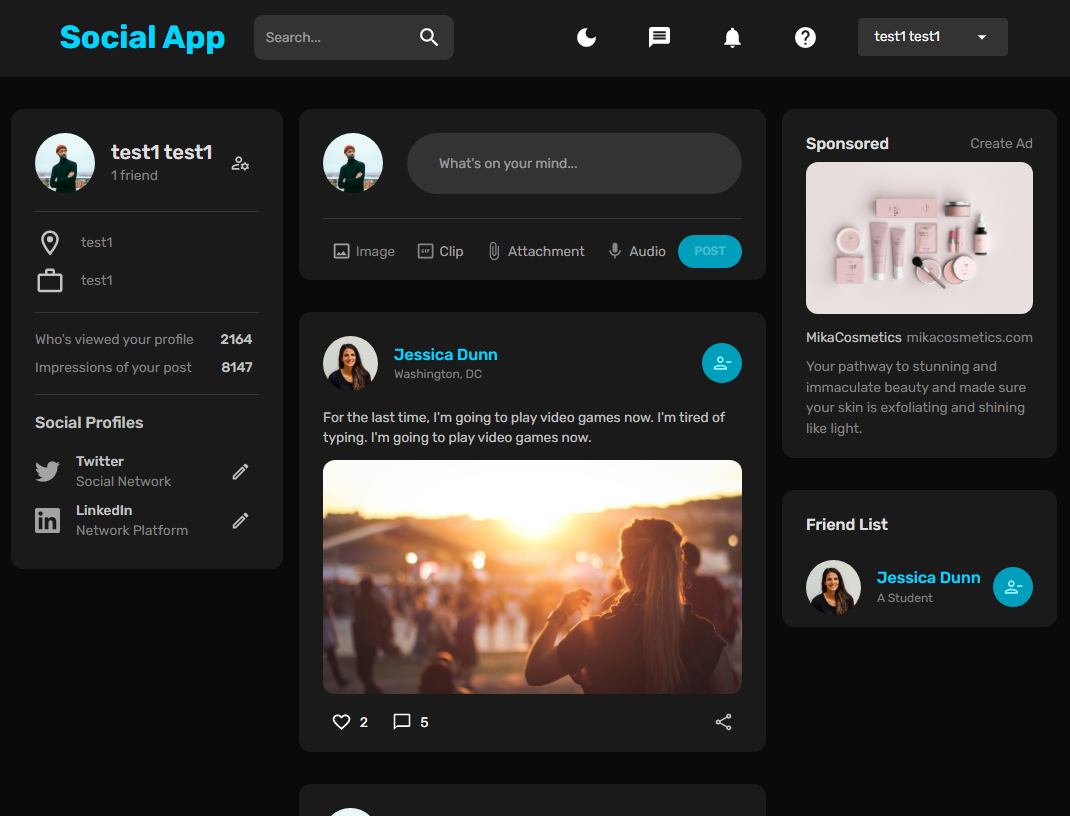 Social App
Search...
test1 test1
test1 test1
1 friend
test1
test1
Who's viewed your profile 2164
Impressions of your post 8147
Social Profiles
Twitter
Social Network
LinkedIn
Network Platform
What's on your mind...
Image
GIF Clip
Attachment
Audio
POST
Jessica Dunn
Washington, DC
For the last time, I'm going to play video games now. I'm tired of
typing. I'm going to play video games now.
2
5
Sponsored
Create Ad
MikaCosmetics mikacosmetics.com
Your pathway to stunning and
immaculate beauty and made sure
your skin is exfoliating and shining
like light.
Friend List
Jessica Dunn
A Student